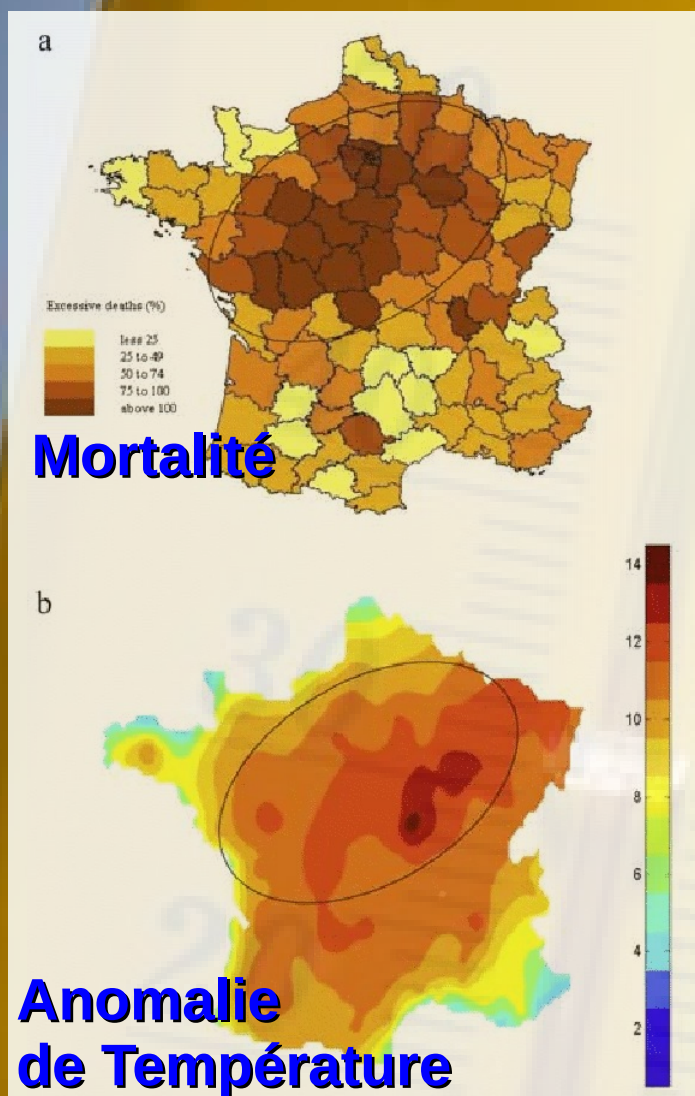 a
Excessive deaths (%)
less 25
25 to 49
50 to 74
75 to 100
above 100
Mortalité
b
14
12
10
8
6
4
2
Anomalie
de Température